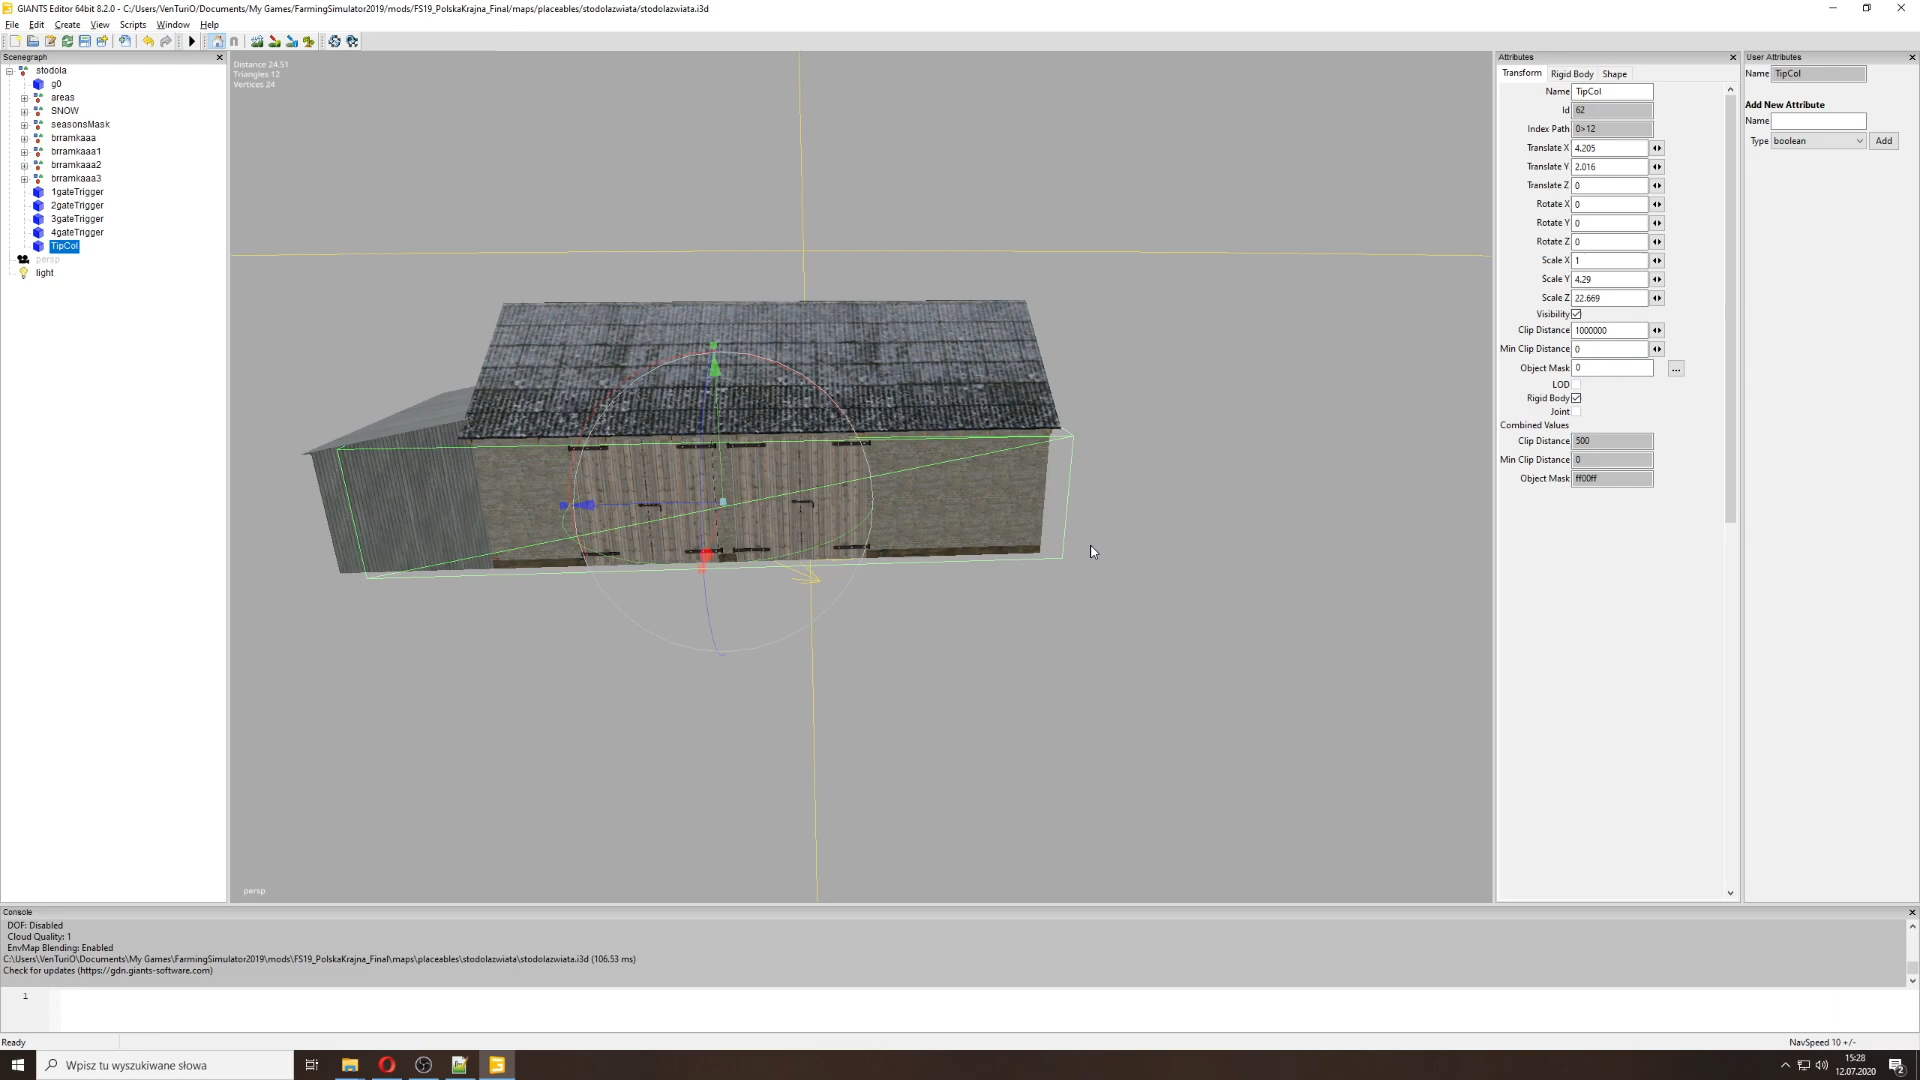 GIANTS Editor 64bit 8.2.0 - C:/Users/VenTuriO/Documents/My Games/FarmingSimulator2019/mods/FS19_PolskaKrajna_Final/maps/placeables/stodolazwiata/stodolazwiata.i3d
File Edit Create View Scripts Window Help
Scenegraph
stodola
g0
areas
SNOW
seasonsMask
brramkaaa
brramkaaa1
brramkaaa2
brramkaaa3
1gateTrigger
2gateTrigger
3gateTrigger
4gateTrigger
TipCol
persp
light
Distance 24.51
Triangles 12
Vertices 24
persp
Attributes
Transform Rigid Body Shape
Name TipCol
Id 62
Index Path 0>12
Translate X 4.205
Translate Y 2.016
Translate Z 0
Rotate X 0
Rotate Y 0
Rotate Z 0
Scale X 1
Scale Y 4.29
Scale Z 22.669
Visibility
Clip Distance 1000000
Min Clip Distance 0
Object Mask 0 ...
LOD
Rigid Body
Joint
Combined Values
Clip Distance 500
Min Clip Distance 0
Object Mask ff00ff
User Attributes
Name TipCol
Add New Attribute
Name
Type boolean Add
Console
DOF: Disabled
Cloud Quality: 1
EnvMap Blending: Enabled
C:\Users\VenTuriO\Documents\My Games\FarmingSimulator2019\mods\FS19_PolskaKrajna_Final\maps\placeables\stodolazwiata\stodolazwiata.i3d (106.53 ms)
Check for updates (https://gdn.giants-software.com)
1
Ready
NavSpeed 10 +/-
Wpisz tu wyszukiwane słowa
15:28
12.07.2020
2